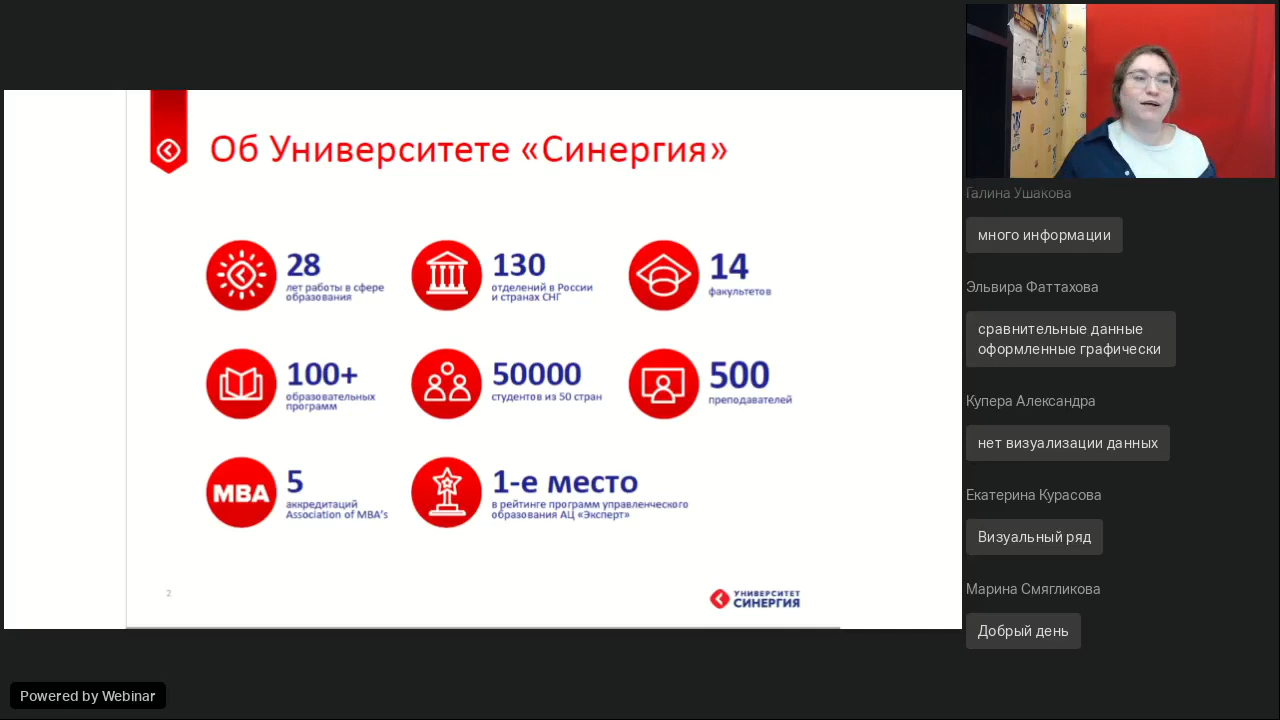 Об Университете «Синергия»
28
лет работы в сфере
образования
130
отделений в России
и странах СНГ
14
факультетов
100+
образовательных
программ
50000
студентов из 50 стран
500
преподавателей
MBA
5
аккредитаций
Association of MBA's
1-е место
в рейтинге программ управленческого
образования АЦ «Эксперт»
2
УНИВЕРСИТЕТ
СИНЕРГИЯ
Галина Ушакова
много информации
Эльвира Фаттахова
сравнительные данные
оформленные графически
Купера Александра
нет визуализации данных
Екатерина Курасова
Визуальный ряд
Марина Смягликова
Добрый день
Powered by Webinar